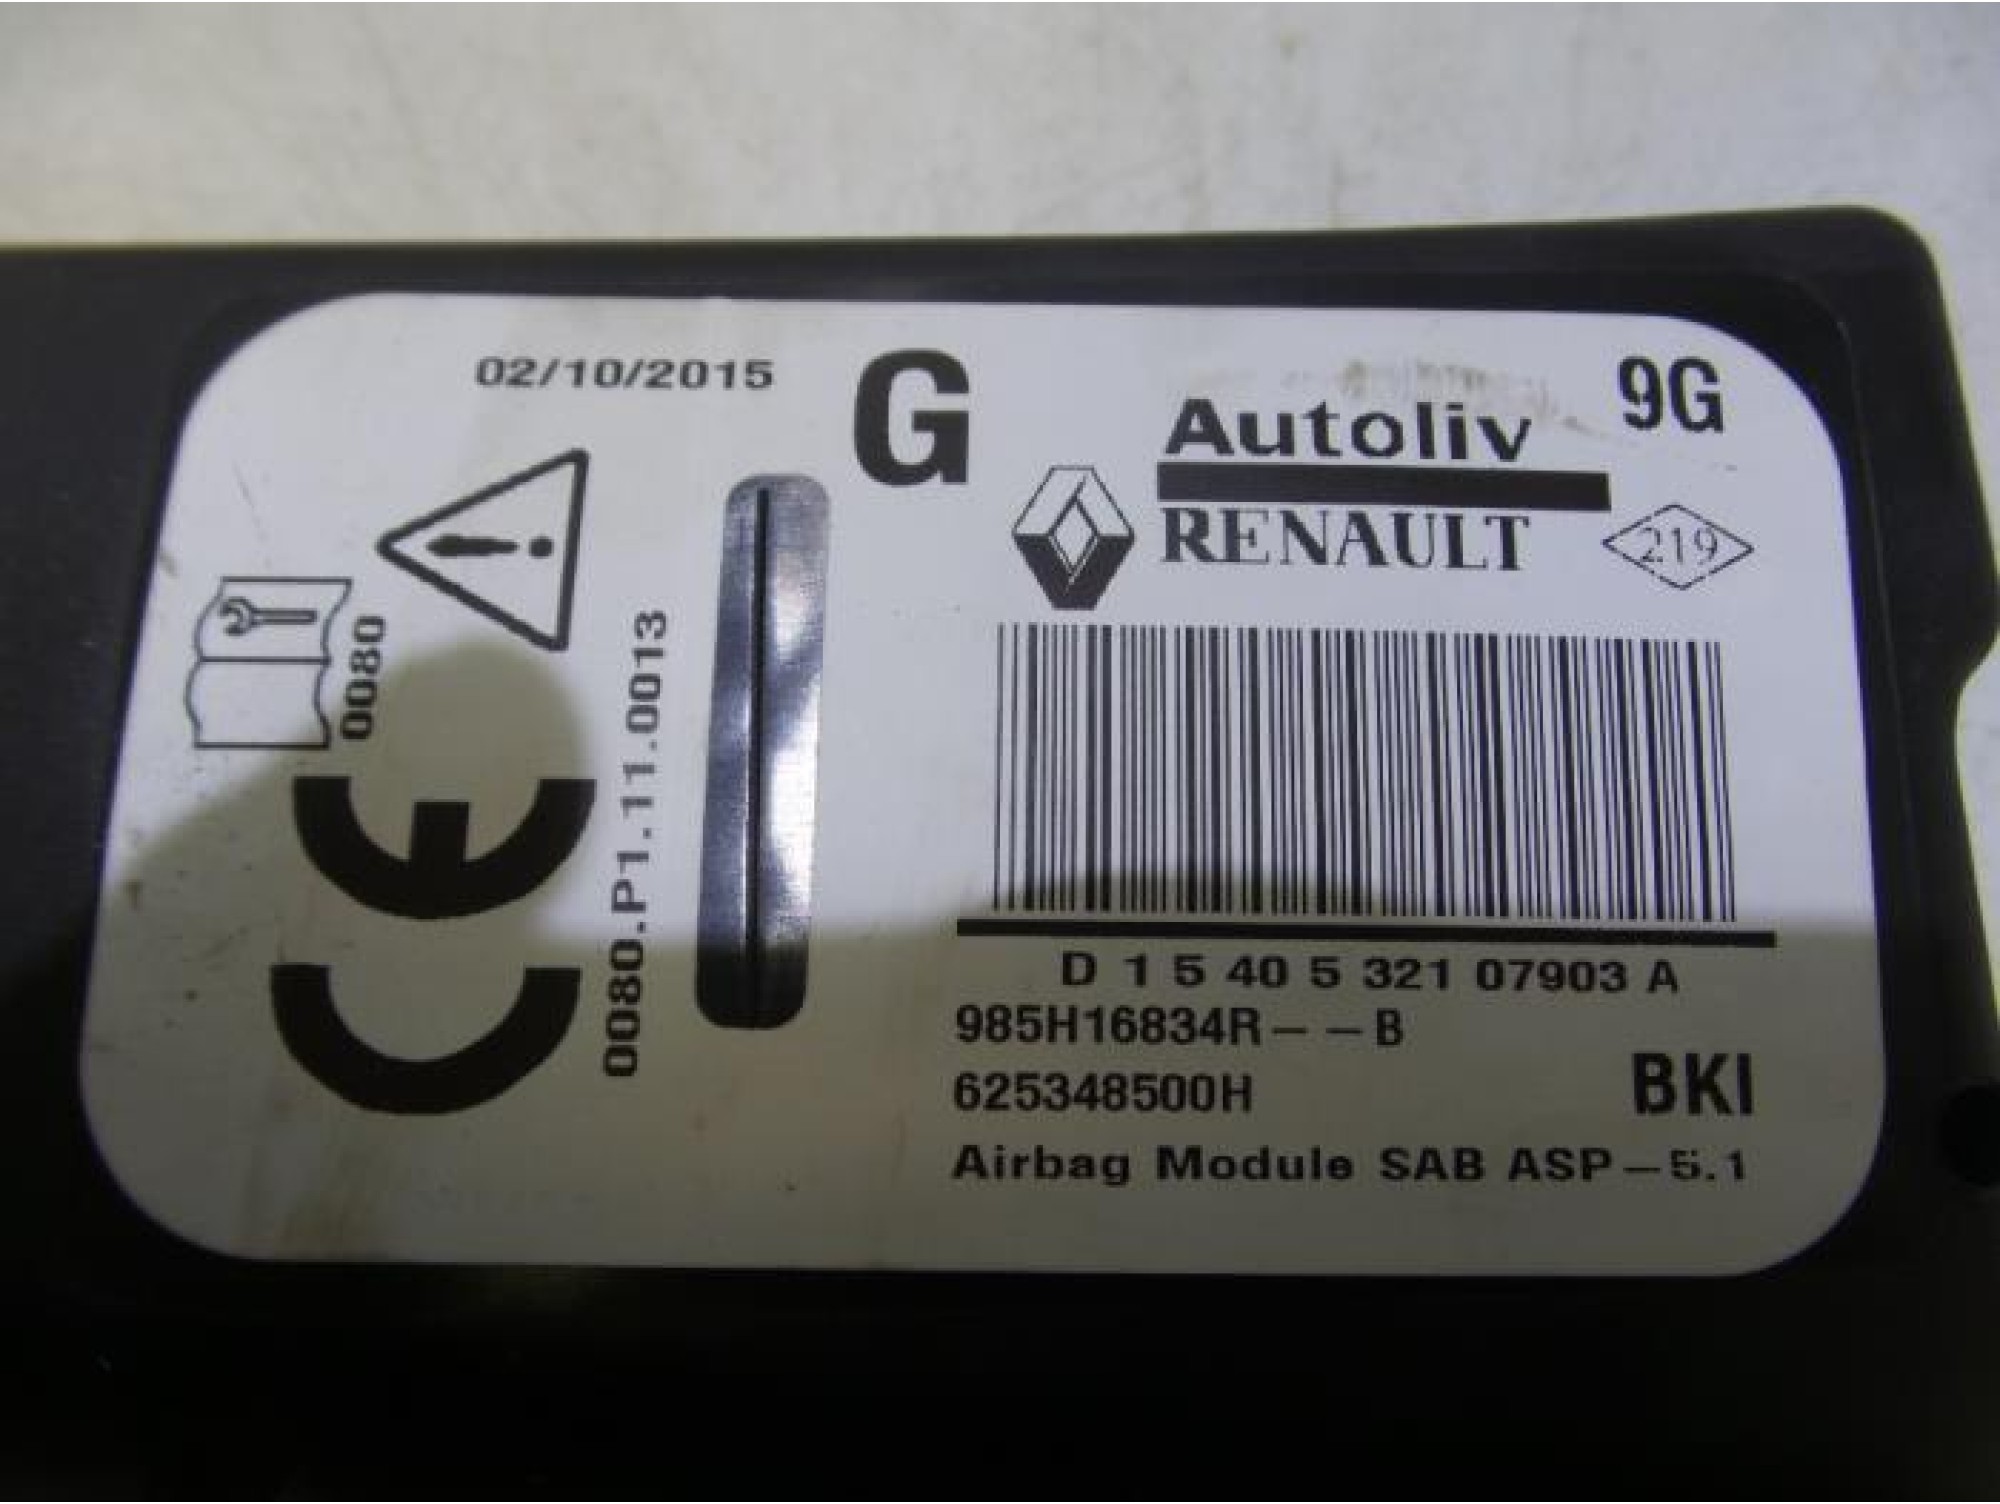 02/10/2015
G
Autoliv
9G
RENAULT
219
0080
0080.P1.11.0013
CE
D 1 5 40 5 321 07903 A
985H16834R--B
625348500H
BKI
Airbag Module SAB ASP-5.1